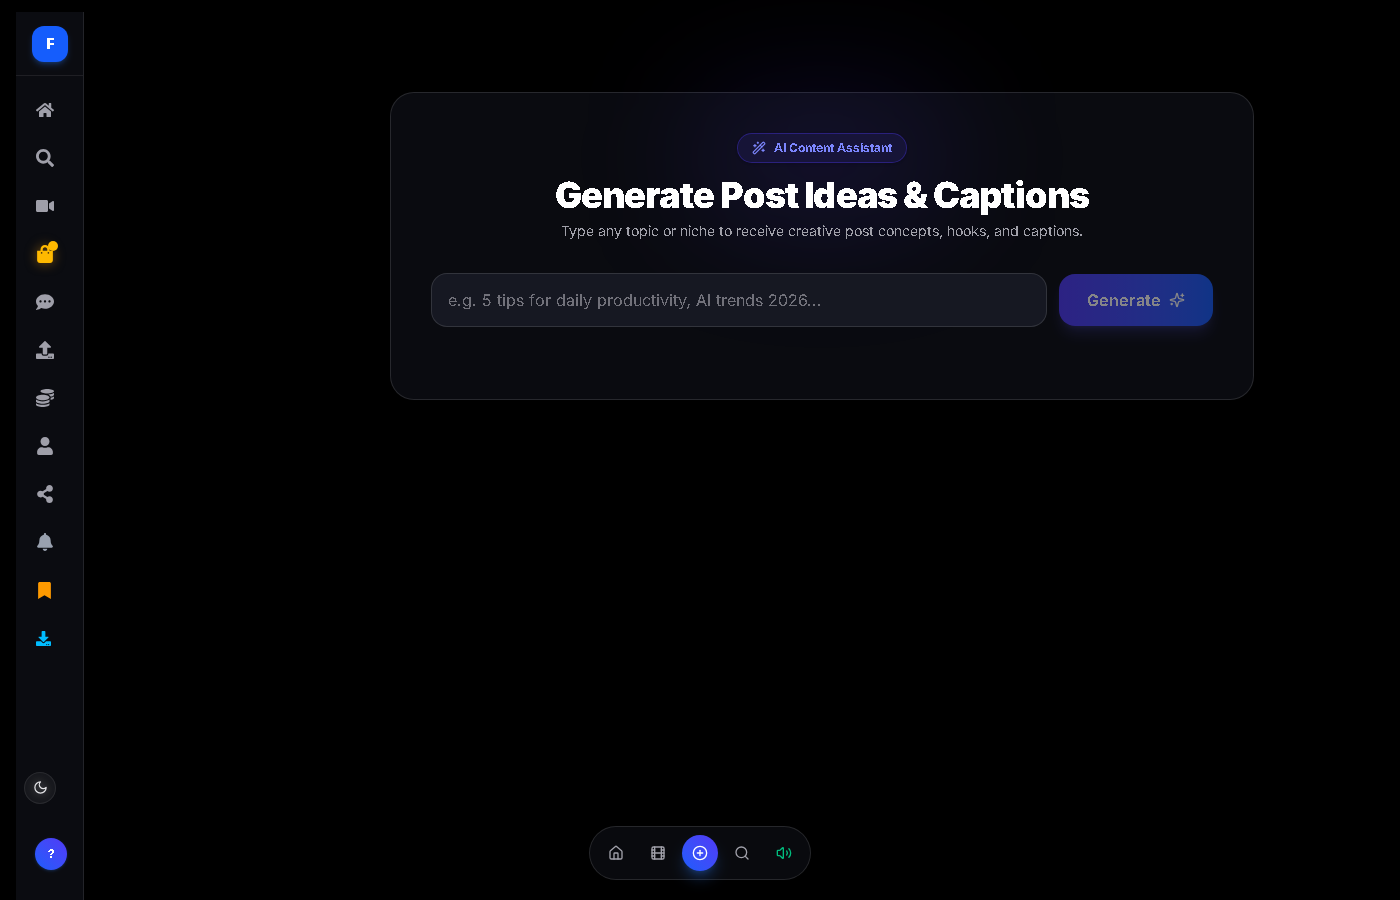 F
AI Content Assistant
Generate Post Ideas & Captions
Type any topic or niche to receive creative post concepts, hooks, and captions.
e.g. 5 tips for daily productivity, AI trends 2026...
Generate
?